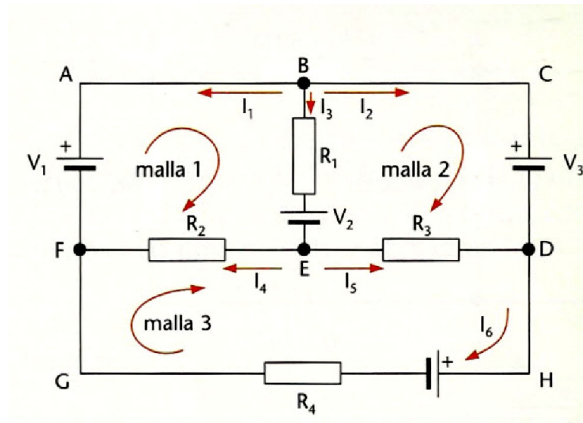 A B C
I₁ I₃ I₂
+ R₁ +
V₁ malla 1 malla 2 V₃
R₂ V₂ R₃
F E D
I₄ I₅
malla 3 I₆
+
G R₄ H